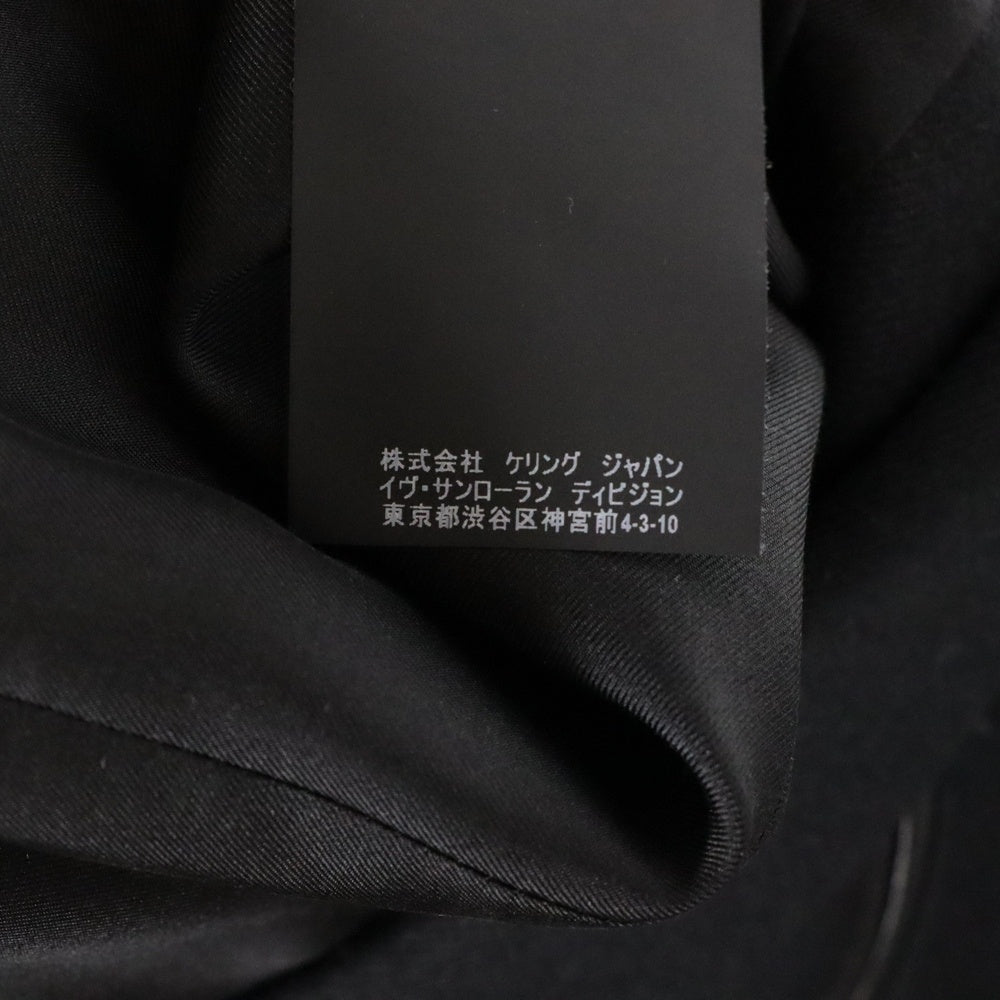 株式会社 ケリング ジャパン
イヴ・サンローラン ディビジョン
東京都渋谷区神宮前4-3-10